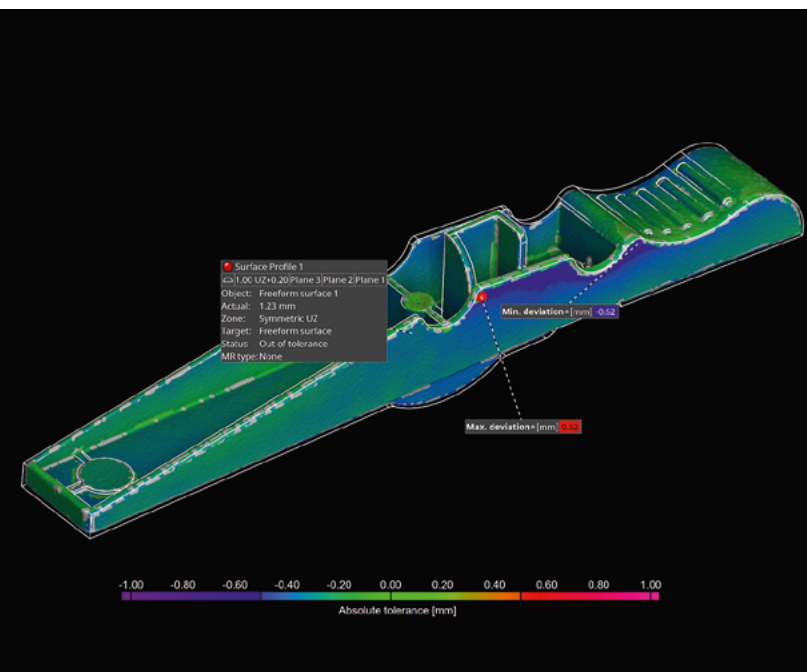 Surface Profile 1
⌓ 1.00 UZ+0.20 Plane 3 Plane 2 Plane 1
Object: Freeform surface 1
Actual: 1.23 mm
Zone: Symmetric UZ
Target: Freeform surface
Status Out of tolerance
MR type: None
Min. deviation+[mm] -0.52
Max. deviation+[mm] 0.52
-1.00 -0.80 -0.60 -0.40 -0.20 0.00 0.20 0.40 0.60 0.80 1.00
Absolute tolerance [mm]